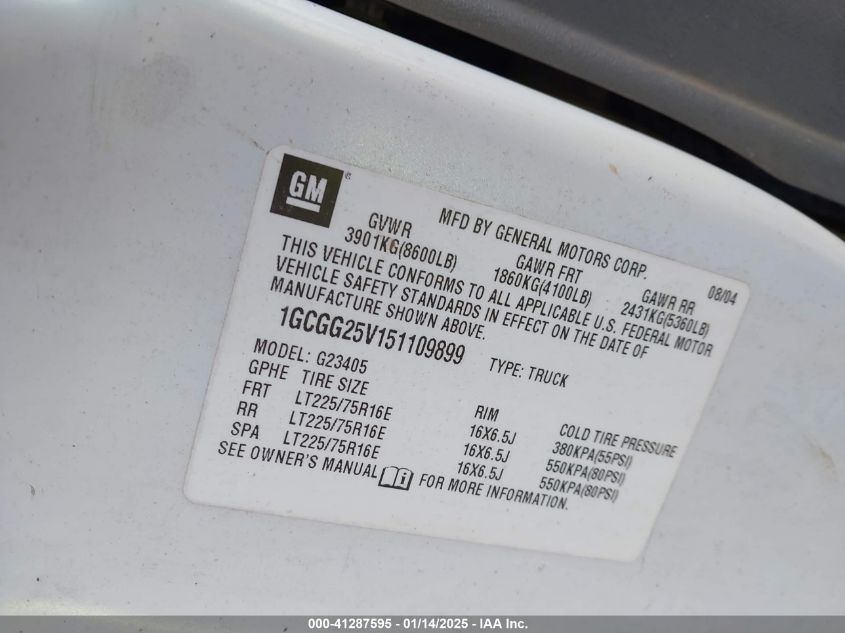 GM ®
MFD BY GENERAL MOTORS CORP. 08/04
GVWR GAWR FRT GAWR RR
3901KG(8600LB) 1860KG(4100LB) 2431KG(5360LB)
THIS VEHICLE CONFORMS TO ALL APPLICABLE U.S. FEDERAL MOTOR
VEHICLE SAFETY STANDARDS IN EFFECT ON THE DATE OF
MANUFACTURE SHOWN ABOVE.
1GCGG25V151109899 TYPE: TRUCK
MODEL: G23405
GPHE TIRE SIZE RIM COLD TIRE PRESSURE
FRT LT225/75R16E 16X6.5J 380KPA(55PSI)
RR LT225/75R16E 16X6.5J 550KPA(80PSI)
SPA LT225/75R16E 16X6.5J 550KPA(80PSI)
SEE OWNER'S MANUAL FOR MORE INFORMATION.
000-41287595 - 01/14/2025 - IAA Inc.